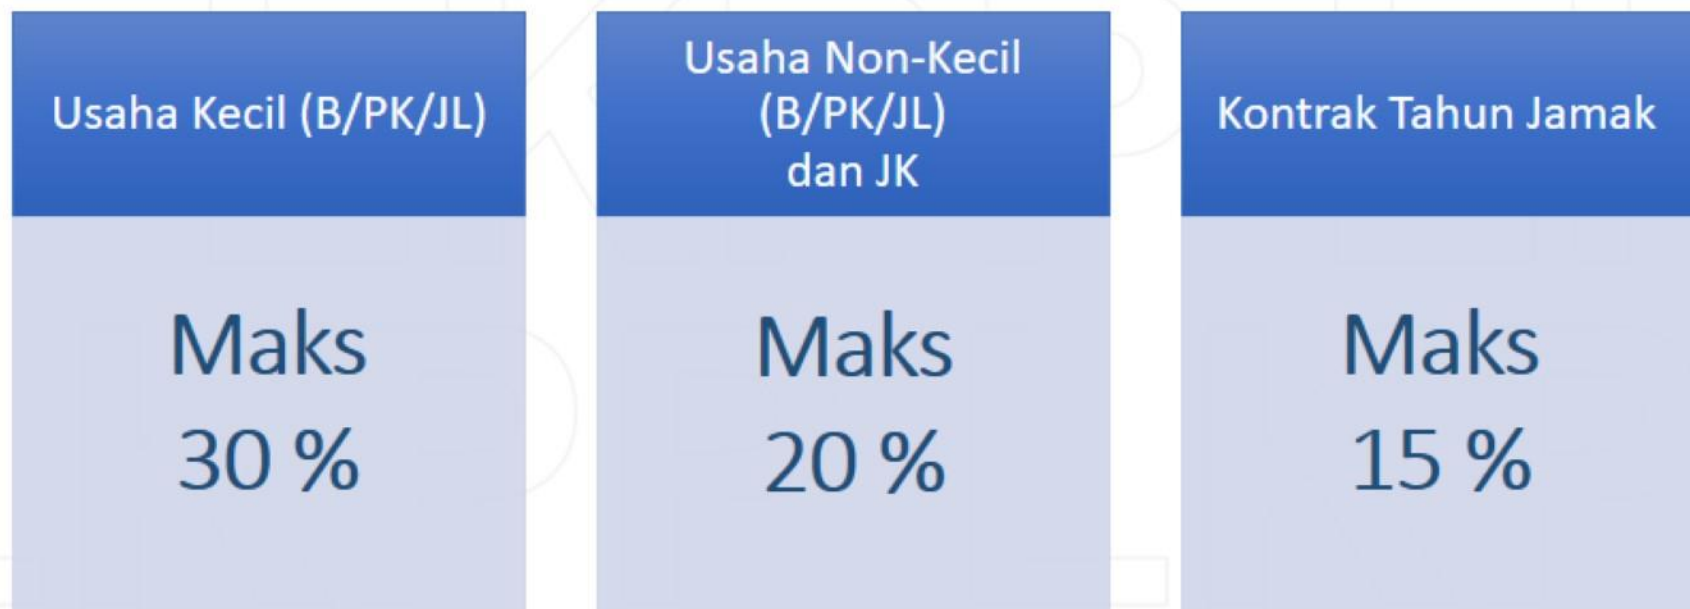 Usaha Kecil (B/PK/JL)
Maks
30 %
Usaha Non-Kecil
(B/PK/JL)
dan JK
Maks
20 %
Kontrak Tahun Jamak
Maks
15 %